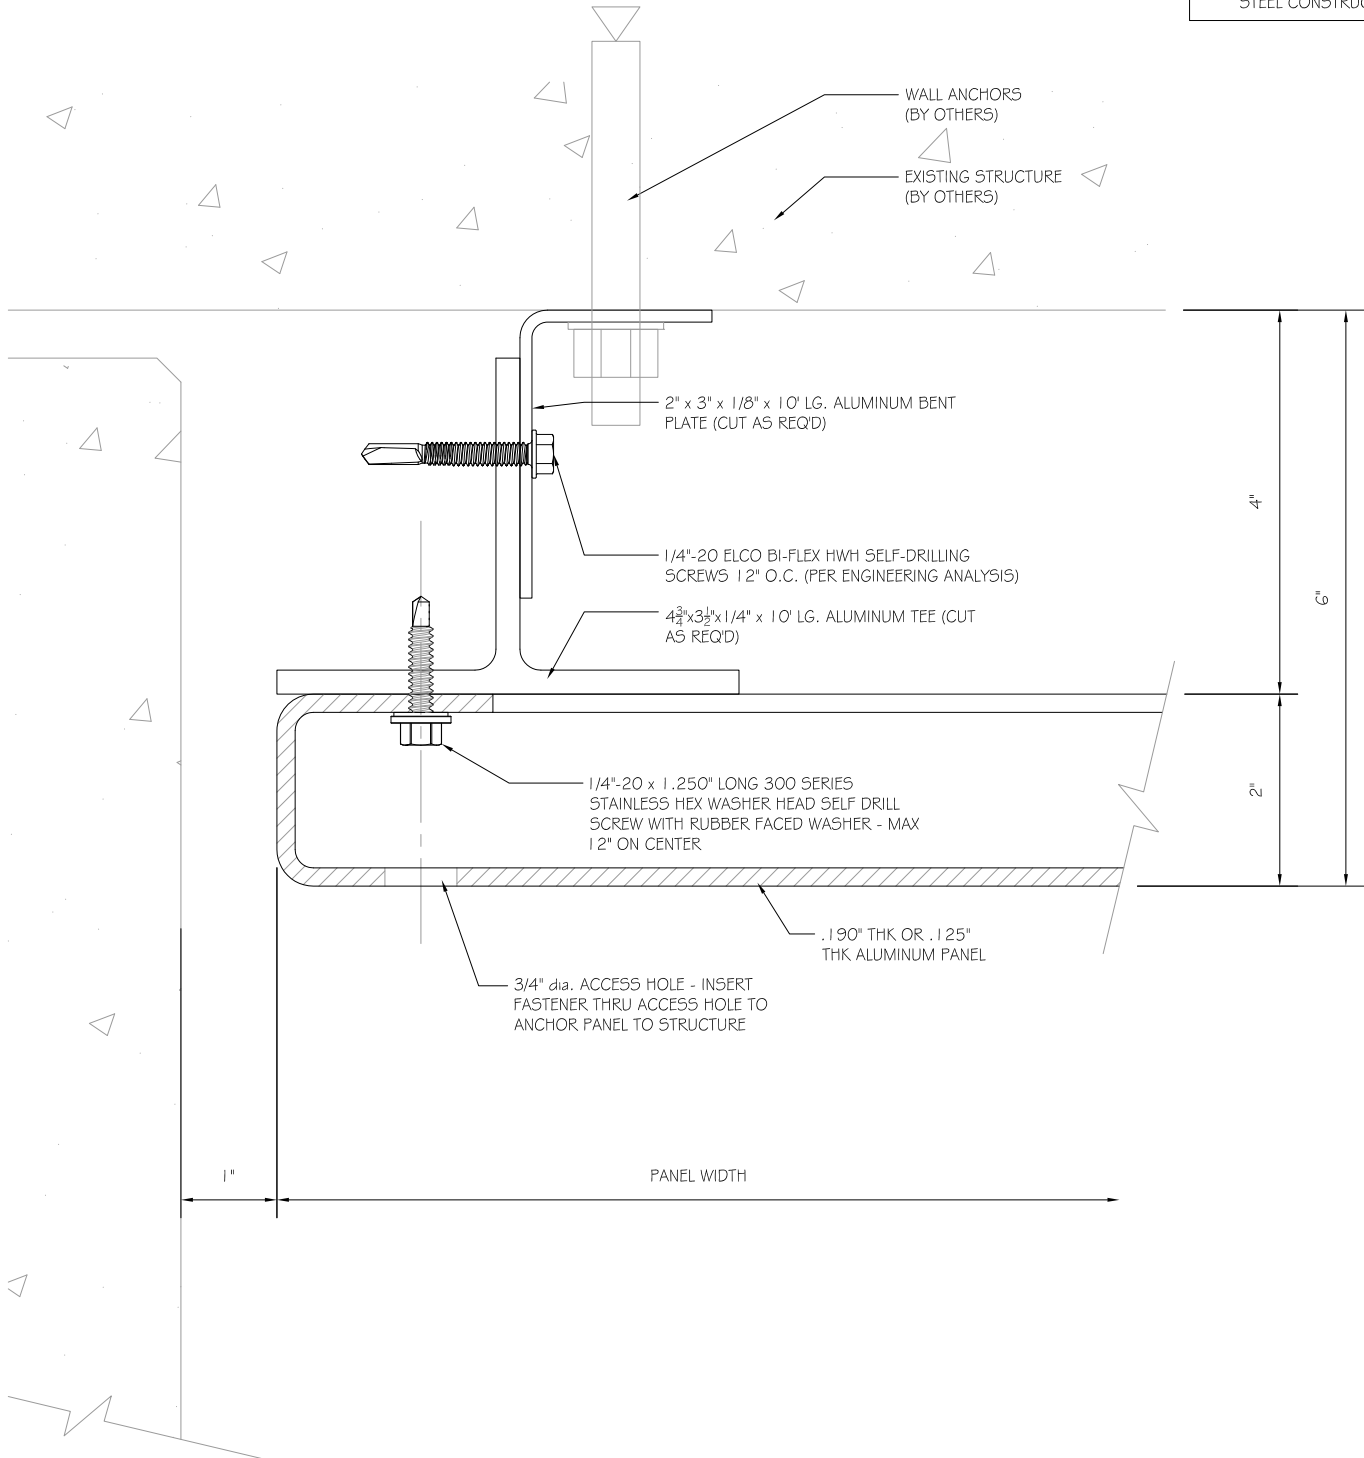 WALL ANCHORS
(BY OTHERS)
EXISTING STRUCTURE
(BY OTHERS)
2" x 3" x 1/8" x 10' LG. ALUMINUM BENT
PLATE (CUT AS REQ'D)
4"
1/4"-20 ELCO BI-FLEX HWH SELF-DRILLING
SCREWS 12" O.C. (PER ENGINEERING ANALYSIS)
6"
4 3/4"x3 1/2"x1/4" x 10' LG. ALUMINUM TEE (CUT
AS REQ'D)
1/4"-20 x 1.250" LONG 300 SERIES
STAINLESS HEX WASHER HEAD SELF DRILL
SCREW WITH RUBBER FACED WASHER - MAX
12" ON CENTER
2"
.190" THK OR .125"
THK ALUMINUM PANEL
3/4" dia. ACCESS HOLE - INSERT
FASTENER THRU ACCESS HOLE TO
ANCHOR PANEL TO STRUCTURE
1"
PANEL WIDTH